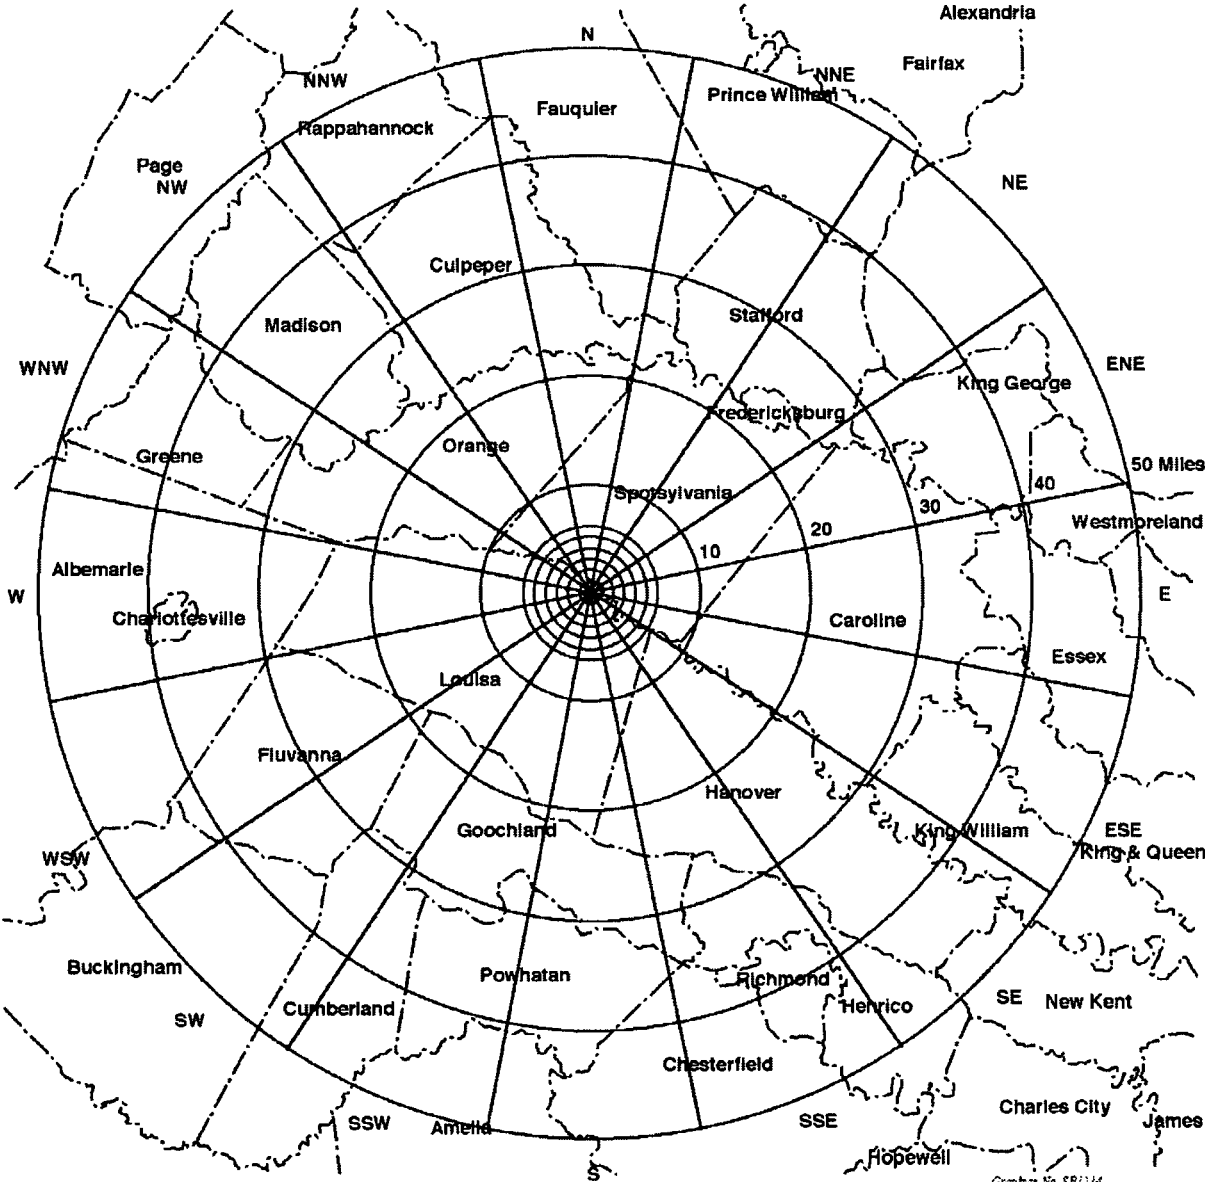 Alexandria
N
Fairfax
NNE
NNW
Prince William
Fauquier
Rappahannock
Page
NW
NE
Culpeper
Stafford
Madison
WNW
ENE
King George
Fredericksburg
Orange
Greene
50 Miles
40
Spotsylvania
30
Westmoreland
20
10
Albemarle
W
E
Charlottesville
Caroline
Essex
Louisa
Fluvanna
Hanover
Goochland
King William
ESE
King & Queen
WSW
Buckingham
Powhatan
Richmond
SE
New Kent
Cumberland
Henrico
SW
Chesterfield
Charles City
SSW
Amelia
SSE
James
Hopewell
S